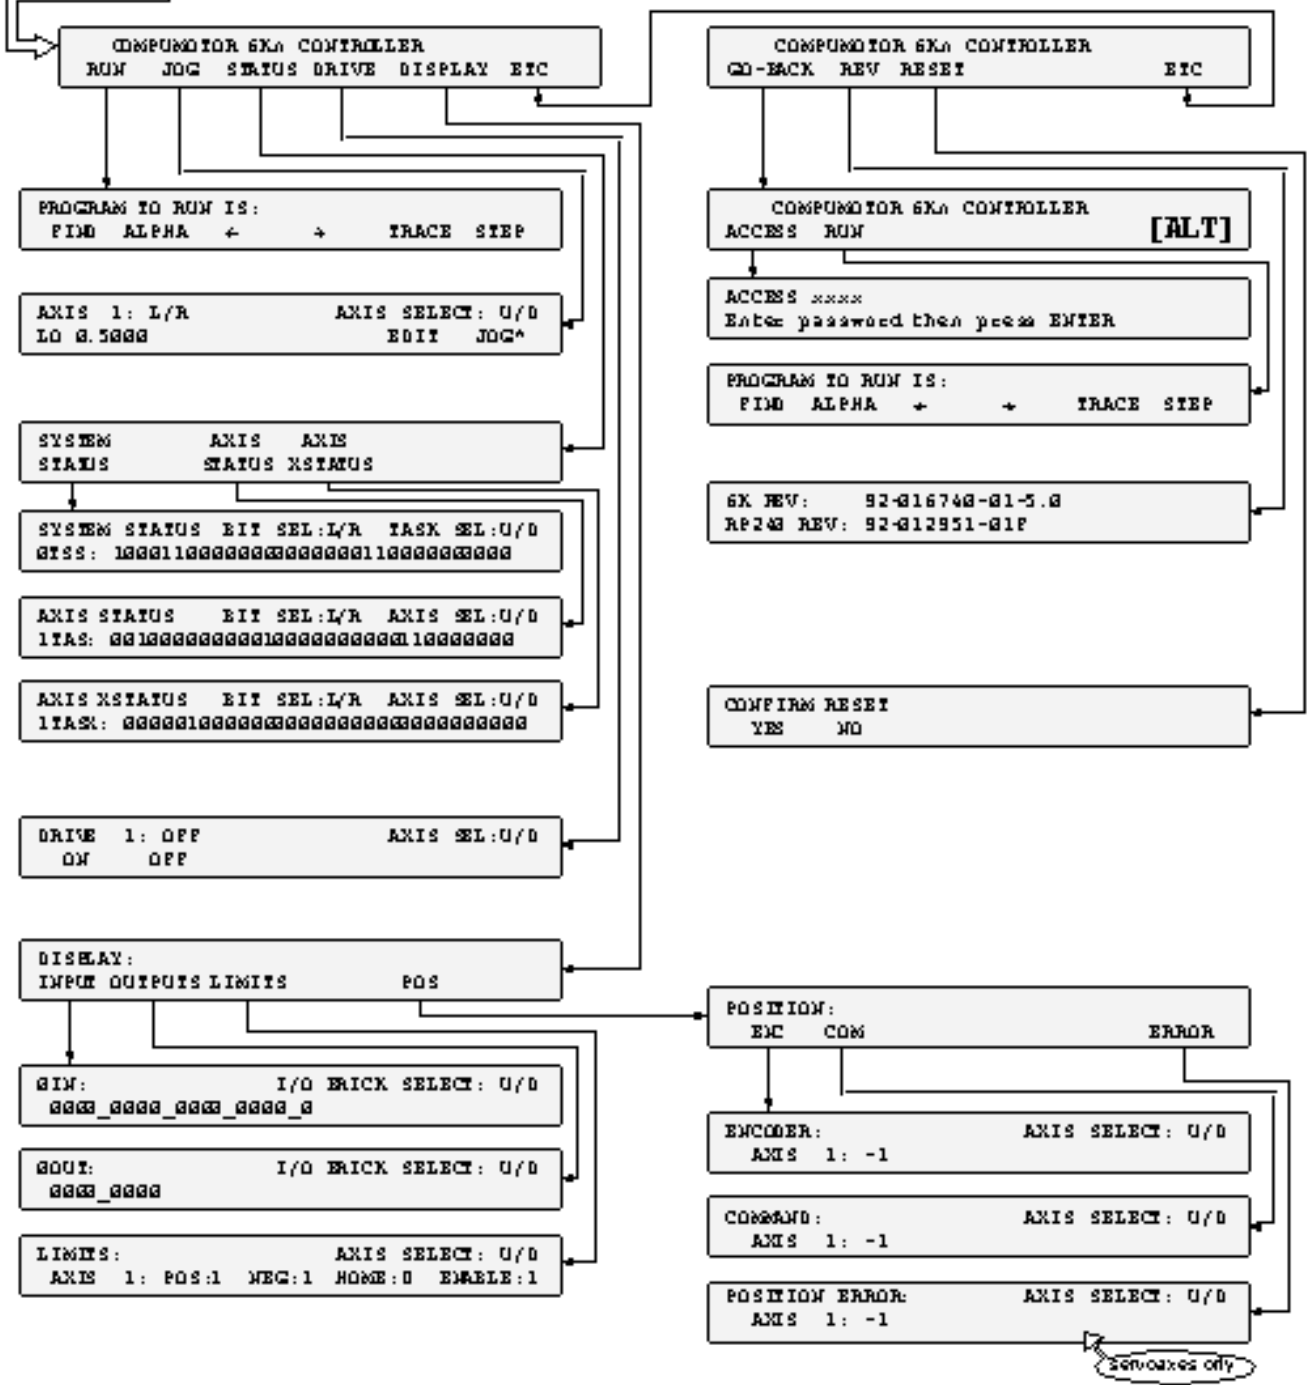 COMPUMOTOR 6Kn CONTROLLER
RUN JOG STATUS DRIVE DISPLAY ETC
PROGRAM TO RUN IS:
FIND ALPHA ← → TRACE STEP
AXIS 1: L/R AXIS SELECT: U/D
LO 0.5000 EDIT JOG^
SYSTEM AXIS AXIS
STATUS STATUS XSTATUS
SYSTEM STATUS BIT SEL:L/R TASK SEL:U/D
0TSS:
AXIS STATUS BIT SEL:L/R AXIS SEL:U/D
1TAS:
AXIS XSTATUS BIT SEL:L/R AXIS SEL:U/D
1TASX:
DRIVE 1: OFF AXIS SEL:U/D
ON OFF
DISPLAY:
INPUT OUTPUTS LIMITS POS
0IN: I/O BRICK SELECT: U/D
0000_0000_0000_0000_0
0OUT: I/O BRICK SELECT: U/D
0000_0000
LIMITS: AXIS SELECT: U/D
AXIS 1: POS:1 NEG:1 HOME:0 ENABLE:1
COMPUMOTOR 6Kn CONTROLLER
GO-BACK REV RESET ETC
COMPUMOTOR 6Kn CONTROLLER
ACCESS RUN [ALT]
ACCESS xxxx
Enter password then press ENTER
PROGRAM TO RUN IS:
FIND ALPHA ← → TRACE STEP
6K REV: 92-016740-01-5.0
RP240 REV: 92-012951-01F
CONFIRM RESET
YES NO
POSITION:
ENC COM ERROR
ENCODER: AXIS SELECT: U/D
AXIS 1: -1
COMMAND: AXIS SELECT: U/D
AXIS 1: -1
POSITION ERROR: AXIS SELECT: U/D
AXIS 1: -1
Servo axes only